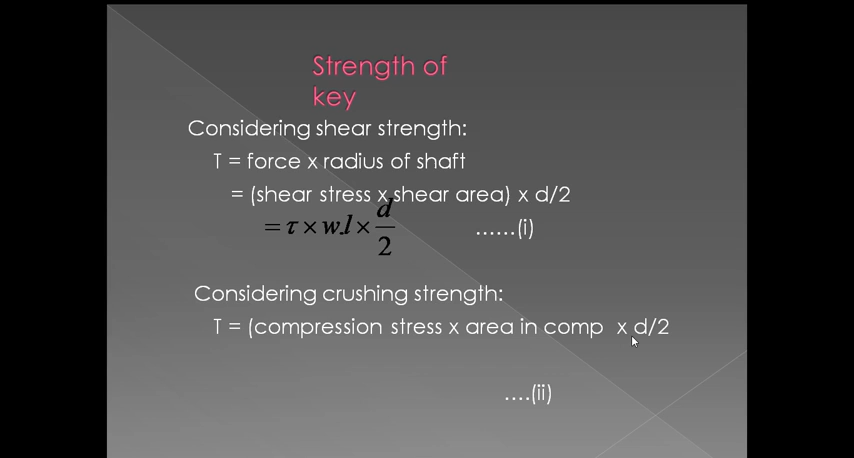 Strength of
key
Considering shear strength:
T = force x radius of shaft
= (shear stress x shear area) x d/2
= τ × w.l × d/2 ......(i)
Considering crushing strength:
T = (compression stress x area in comp x d/2
....(ii)